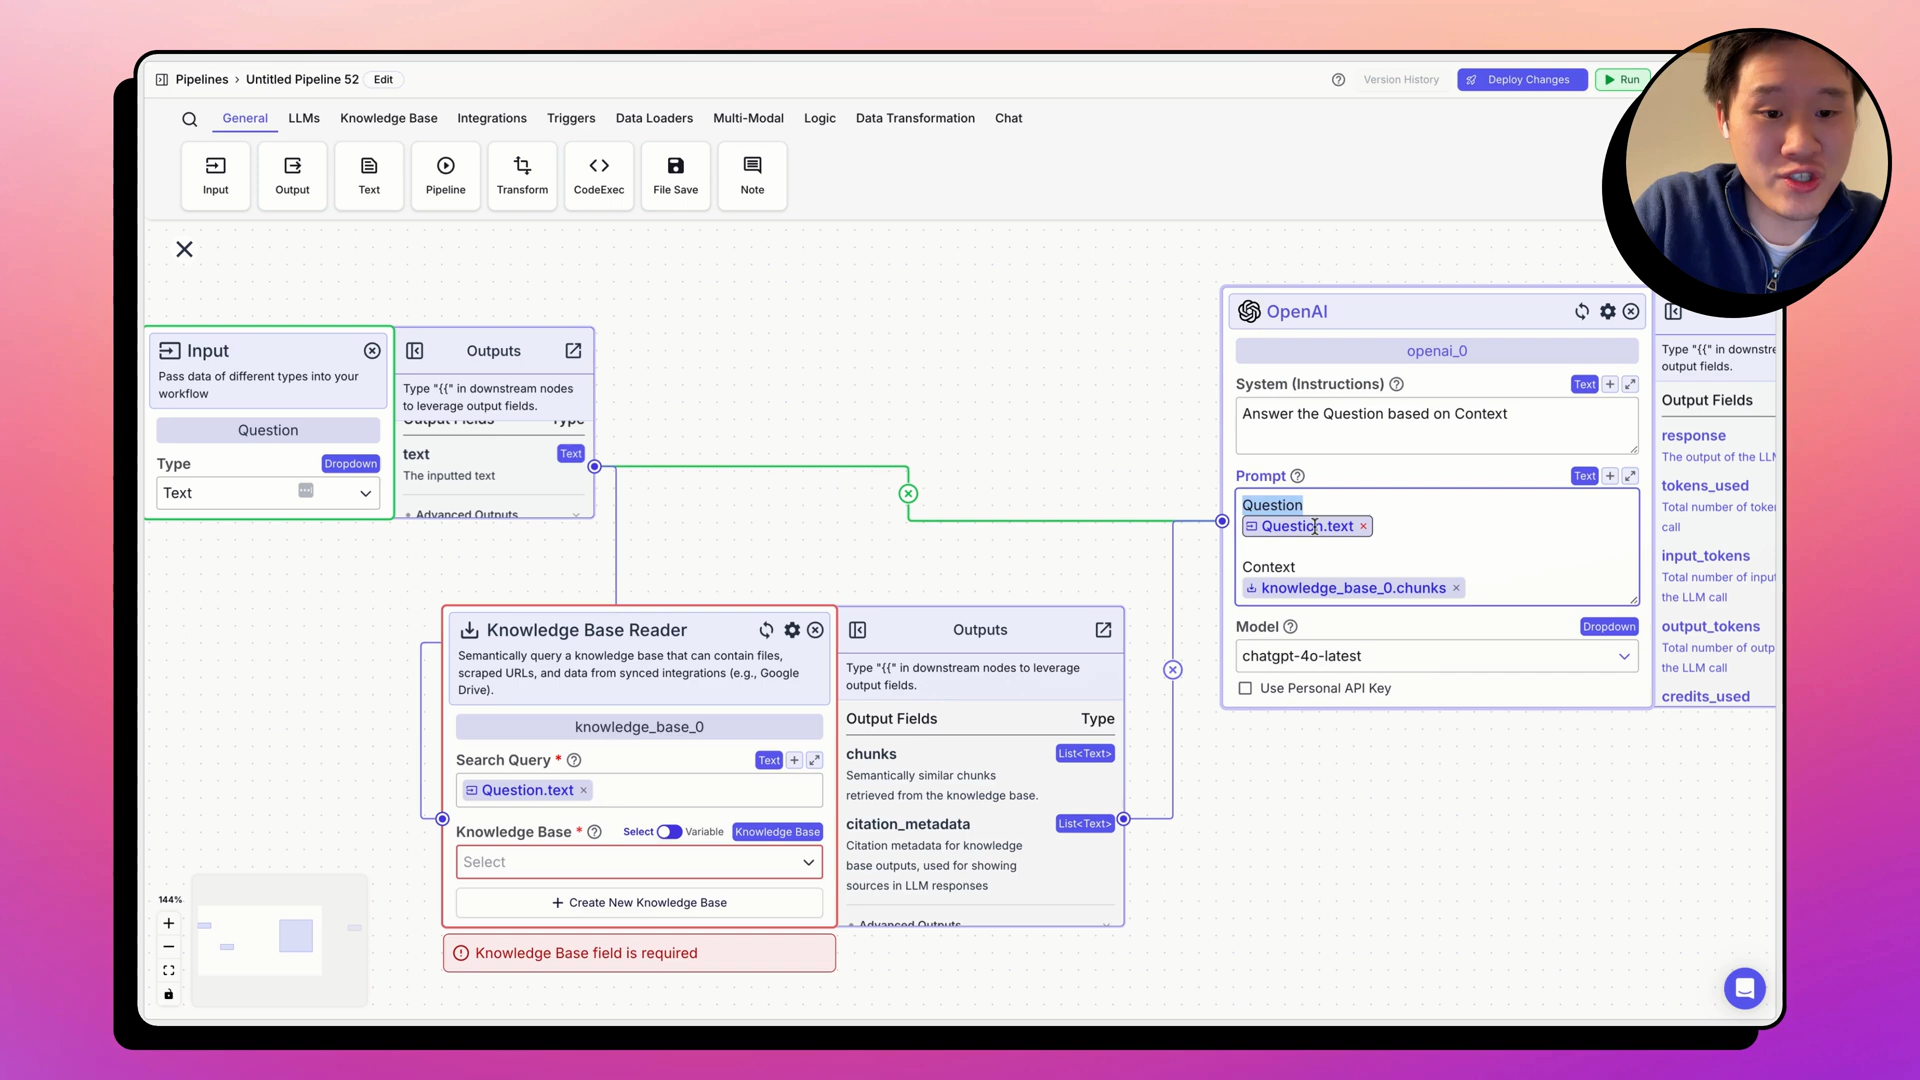 Pipelines > Untitled Pipeline 52 Edit
Version History
Deploy Changes
Run
General
LLMs
Knowledge Base
Integrations
Triggers
Data Loaders
Multi-Modal
Logic
Data Transformation
Chat
Input
Output
Text
Pipeline
Transform
CodeExec
File Save
Note
Input
Pass data of different types into your
workflow
Question
Type
Dropdown
Text
Outputs
Type "{{" in downstream nodes
to leverage output fields.
Output Fields Type
text
Text
The inputted text
Advanced Outputs
Knowledge Base Reader
Semantically query a knowledge base that can contain files,
scraped URLs, and data from synced integrations (e.g., Google
Drive).
knowledge_base_0
Search Query *
Text
Question.text
Knowledge Base *
Select
Variable
Knowledge Base
Select
+ Create New Knowledge Base
Knowledge Base field is required
Outputs
Type "{{" in downstream nodes to leverage
output fields.
Output Fields Type
chunks
List<Text>
Semantically similar chunks
retrieved from the knowledge base.
citation_metadata
List<Text>
Citation metadata for knowledge
base outputs, used for showing
sources in LLM responses
Advanced Outputs
OpenAI
openai_0
System (Instructions)
Text
Answer the Question based on Context
Prompt
Text
Question
Question.text
Context
knowledge_base_0.chunks
Model
Dropdown
chatgpt-4o-latest
Use Personal API Key
Type "{{" in
output fields.
Output Fields
response
The output of the
tokens_used
Total number of
call
input_tokens
Total number of input
the LLM call
output_tokens
Total number of
the LLM call
credits_used
144%